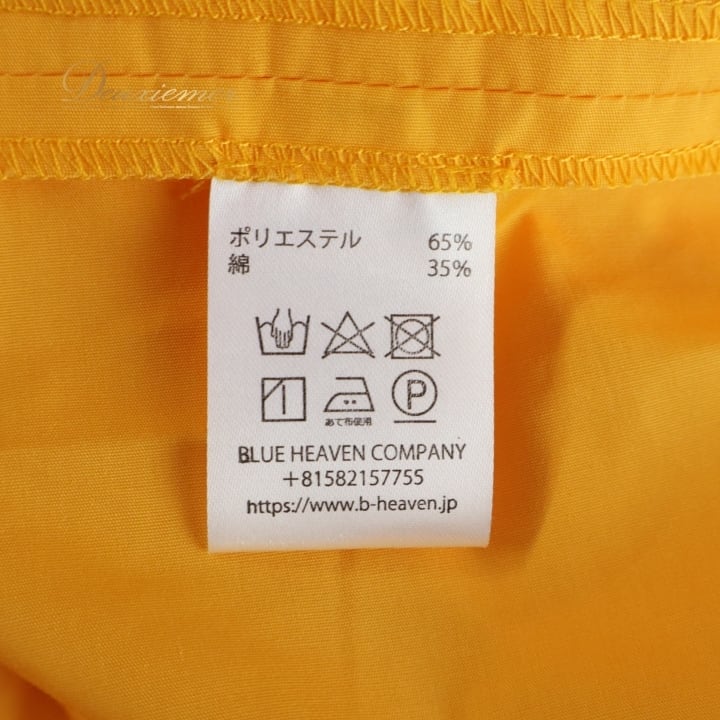 Deuxieme
ポリエステル 65%
綿 35%
P
あて布使用
BLUE HEAVEN COMPANY
+81582157755
https://www.b-heaven.jp